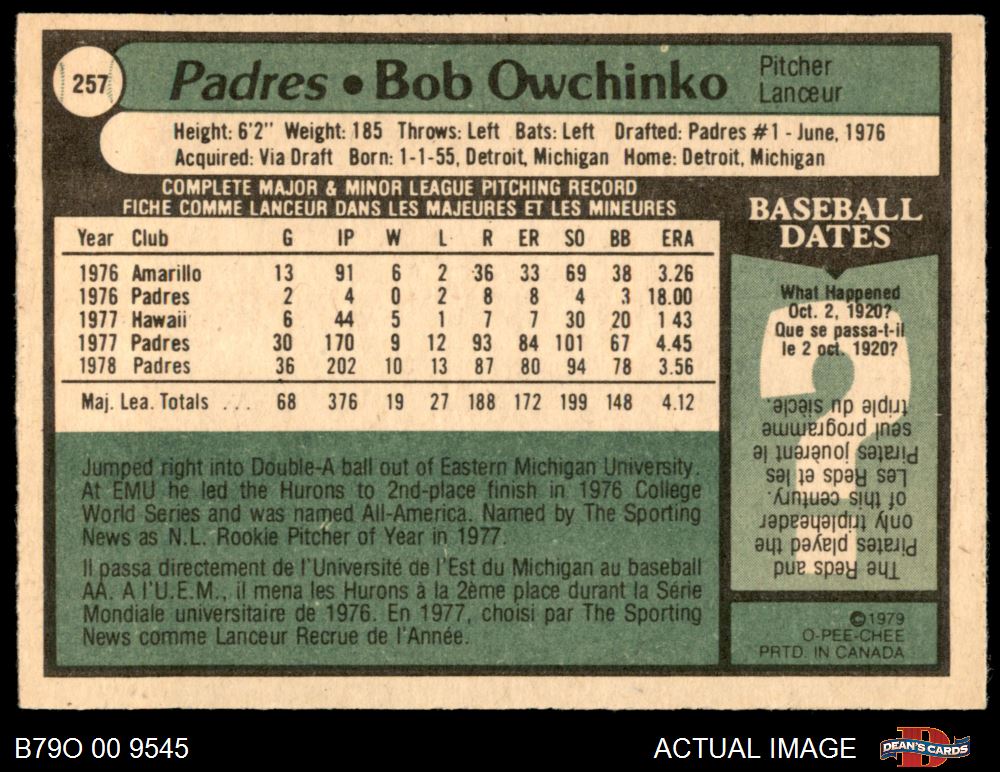 257
Padres • Bob Owchinko
Pitcher
Lanceur
Height: 6'2" Weight: 185 Throws: Left Bats: Left Drafted: Padres #1 - June, 1976
Acquired: Via Draft Born: 1-1-55, Detroit, Michigan Home: Detroit, Michigan
COMPLETE MAJOR & MINOR LEAGUE PITCHING RECORD
FICHE COMME LANCEUR DANS LES MAJEURES ET LES MINEURES
Year Club G IP W L R ER SO BB ERA
1976 Amarillo 13 91 6 2 36 33 69 38 3.26
1976 Padres 2 4 0 2 8 8 4 3 18.00
1977 Hawaii 6 44 5 1 7 7 30 20 1 43
1977 Padres 30 170 9 12 93 84 101 67 4.45
1978 Padres 36 202 10 13 87 80 94 78 3.56
Maj. Lea. Totals ... 68 376 19 27 188 172 199 148 4.12
Jumped right into Double-A ball out of Eastern Michigan University.
At EMU he led the Hurons to 2nd-place finish in 1976 College
World Series and was named All-America. Named by The Sporting
News as N.L. Rookie Pitcher of Year in 1977.
Il passa directement de l'Université de l'Est du Michigan au baseball
AA. A l'U.E.M., il mena les Hurons à la 2ème place durant la Série
Mondiale universitaire de 1976. En 1977, choisi par The Sporting
News comme Lanceur Recrue de l'Année.
BASEBALL
DATES
What Happened
Oct. 2, 1920?
Que se passa-t-il
le 2 oct. 1920?
The Reds and
Pirates played the
only tripleheader
of this century.
Les Reds et les
Pirates jouèrent le
seul programme
triple du siècle.
©1979
O-PEE-CHEE
PRTD. IN CANADA
B79O 00 9545
ACTUAL IMAGE
D
DEAN'S CARDS